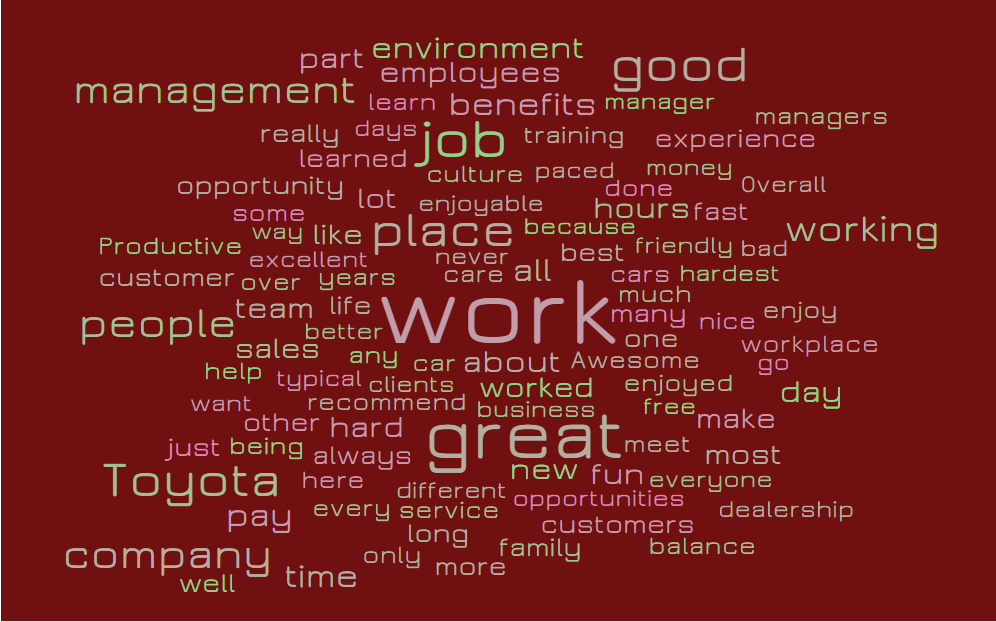 environment
part
employees
good
management
learn
benefits
manager
managers
really
days
job
training
experience
learned
culture
paced
money
opportunity
lot
enjoyable
done
0verall
some
hours
fast
way
like
place
because
working
Productive
never
best
friendly
bad
excellent
customer
over
years
care
all
cars
hardest
work
much
team
life
many
nice
enjoy
people
better
one
workplace
sales
any
car
about
Awesome
go
help
typical
clients
worked
enjoyed
day
want
recommend
business
free
make
other
hard
great
meet
most
just
being
always
new
fun
everyone
Toyota
here
different
opportunities
pay
every
service
customers
dealership
long
family
balance
company
only
more
well
time